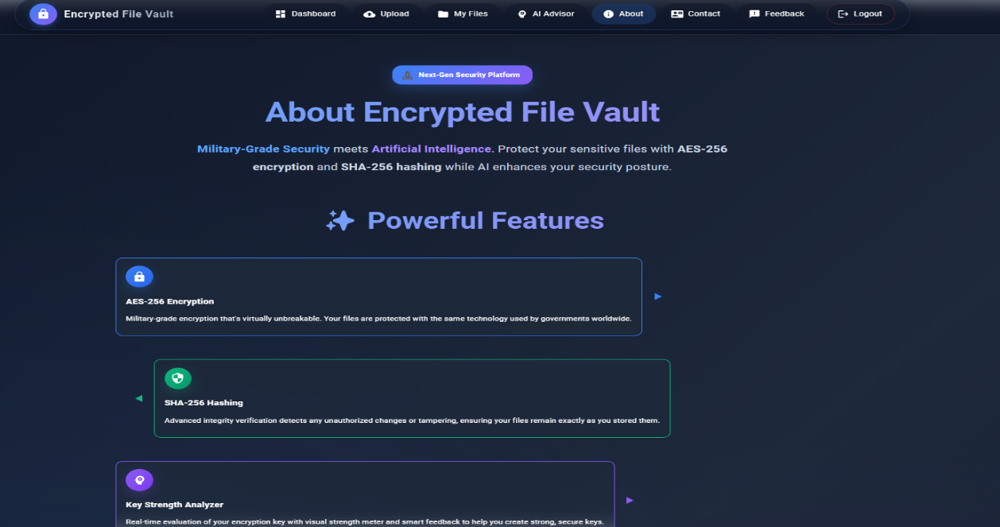 Encrypted File Vault
Dashboard
Upload
My Files
AI Advisor
About
Contact
Feedback
Logout
Next-Gen Security Platform
About Encrypted File Vault
Military-Grade Security meets Artificial Intelligence. Protect your sensitive files with AES-256
encryption and SHA-256 hashing while AI enhances your security posture.
Powerful Features
AES-256 Encryption
Military-grade encryption that's virtually unbreakable. Your files are protected with the same technology used by governments worldwide.
SHA-256 Hashing
Advanced integrity verification detects any unauthorized changes or tampering, ensuring your files remain exactly as you stored them.
Key Strength Analyzer
Real-time evaluation of your encryption key with visual strength meter and smart feedback to help you create strong, secure keys.